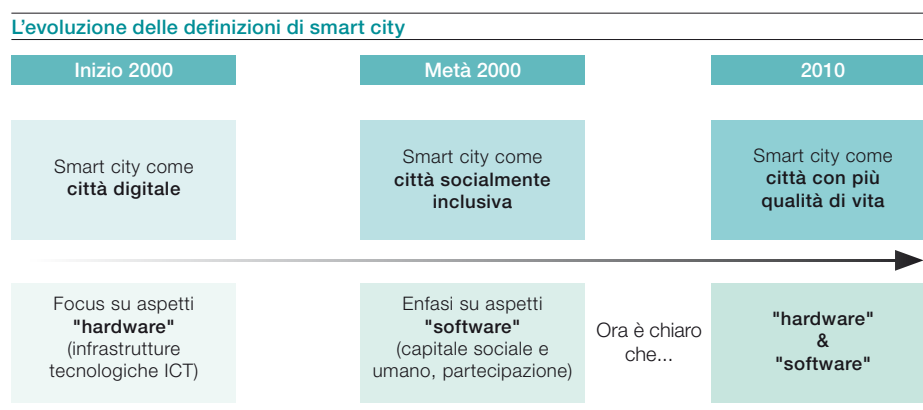 L'evoluzione delle definizioni di smart city
Inizio 2000
Metà 2000
2010
Smart city come
città digitale
Smart city come
città socialmente
inclusiva
Smart city come
città con più
qualità di vita
Focus su aspetti
"hardware"
(infrastrutture
tecnologiche ICT)
Enfasi su aspetti
"software"
(capitale sociale e
umano, partecipazione)
Ora è chiaro
che...
"hardware"
&
"software"